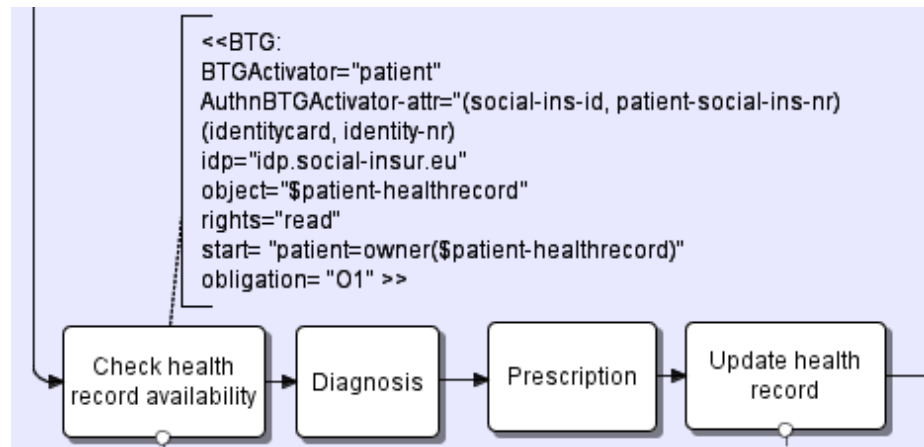 <<BTG:
BTGActivator="patient"
AuthnBTGActivator-attr="(social-ins-id, patient-social-ins-nr)
(identitycard, identity-nr)
idp="idp.social-insur.eu"
object="$patient-healthrecord"
rights="read"
start= "patient=owner($patient-healthrecord)"
obligation= "O1" >>
Check health
record availability
Diagnosis
Prescription
Update health
record